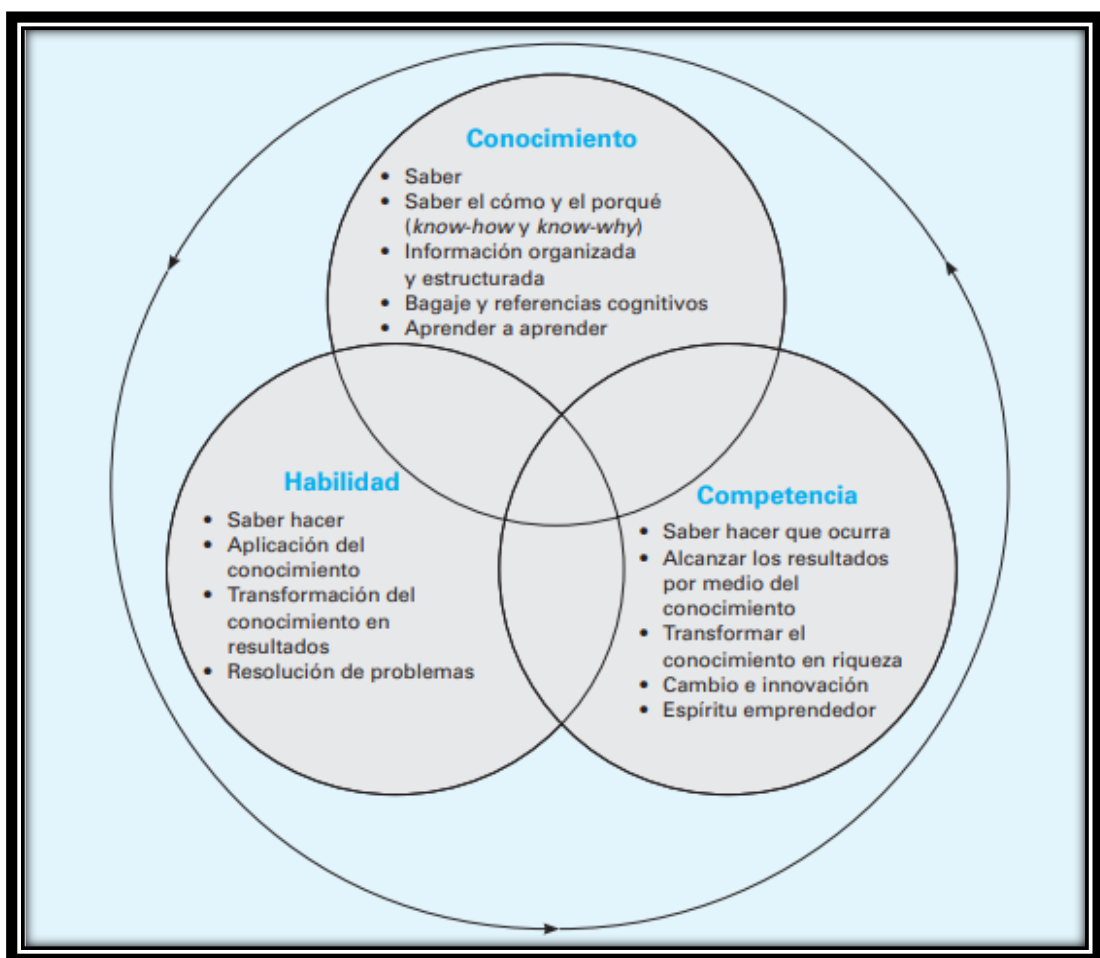 Conocimiento
• Saber
• Saber el cómo y el porqué
(know-how y know-why)
• Información organizada
y estructurada
• Bagaje y referencias cognitivos
• Aprender a aprender
Habilidad
• Saber hacer
• Aplicación del
conocimiento
• Transformación del
conocimiento en
resultados
• Resolución de problemas
Competencia
• Saber hacer que ocurra
• Alcanzar los resultados
por medio del
conocimiento
• Transformar el
conocimiento en riqueza
• Cambio e innovación
• Espíritu emprendedor